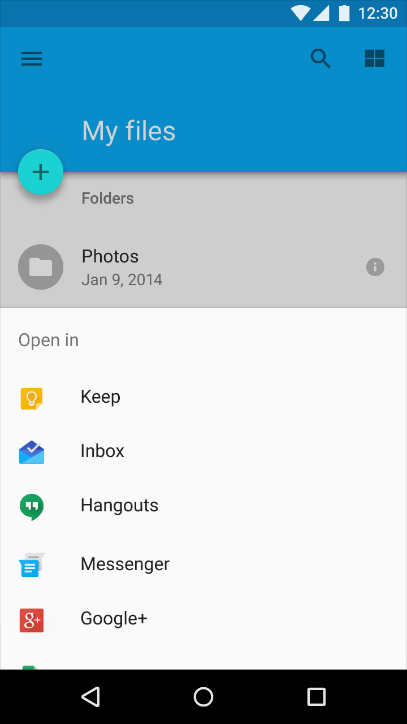 12:30
My files
Folders
Photos
Jan 9, 2014
Open in
Keep
Inbox
Hangouts
Messenger
g+
Google+